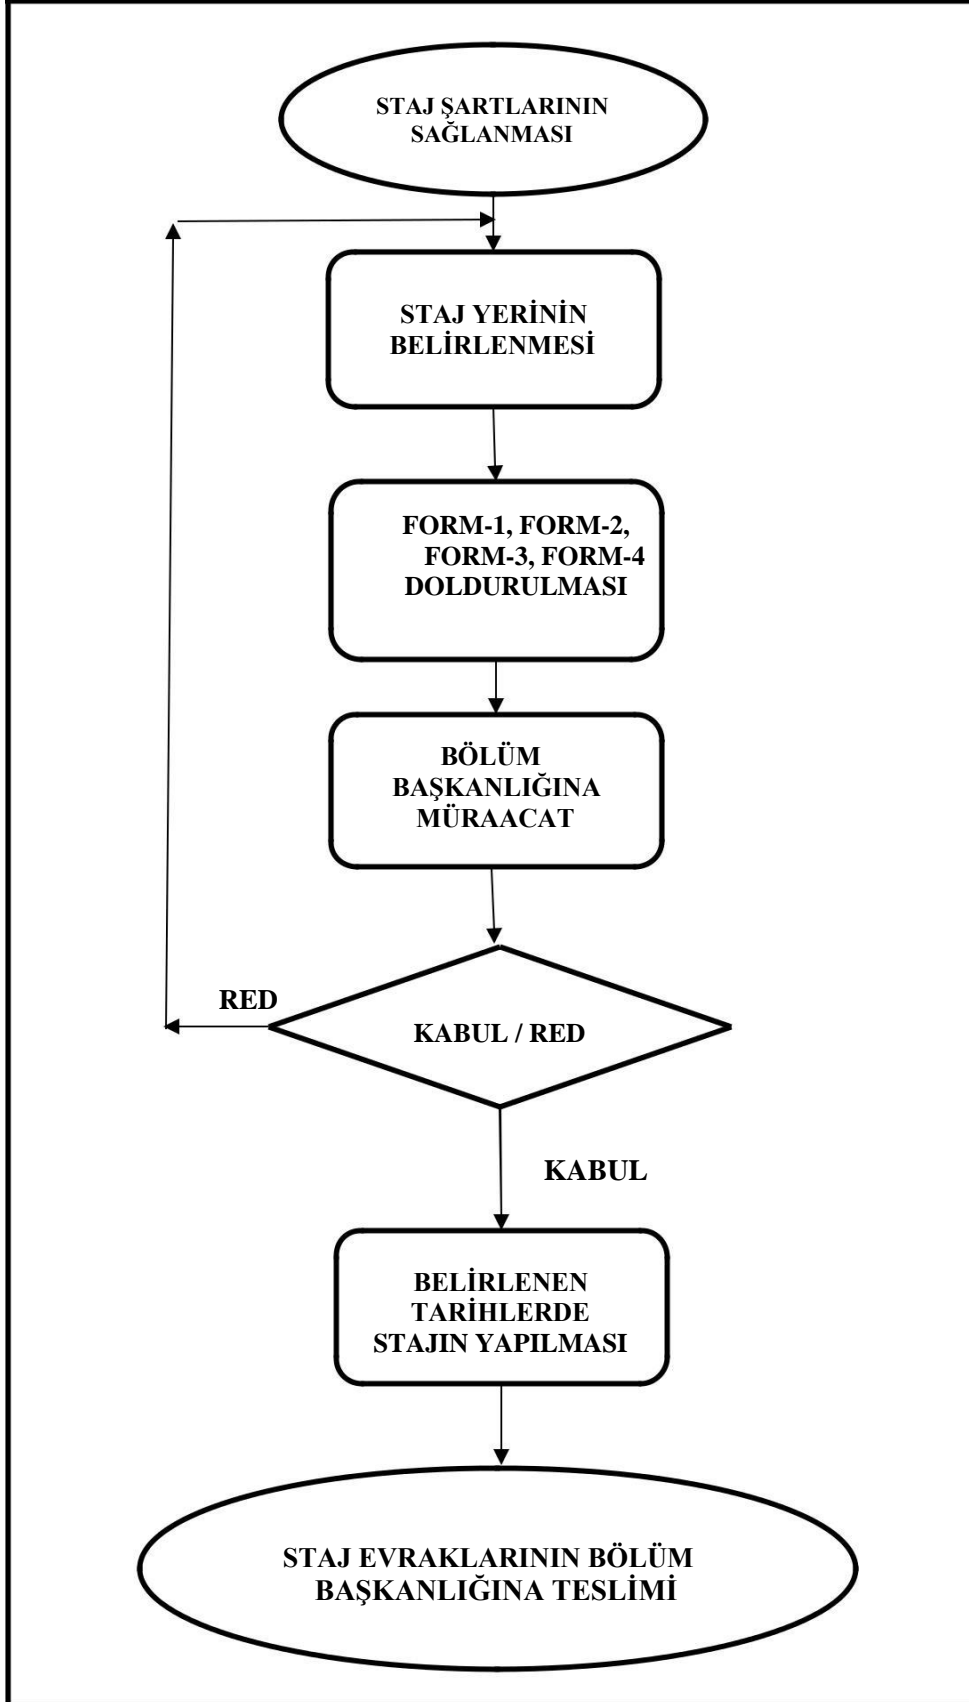 STAJ ŞARTLARININ
SAĞLANMASI
STAJ YERİNİN
BELİRLENMESİ
FORM-1, FORM-2,
FORM-3, FORM-4
DOLDURULMASI
BÖLÜM
BAŞKANLIĞINA
MÜRAACAT
RED
KABUL / RED
KABUL
BELİRLENEN
TARİHLERDE
STAJIN YAPILMASI
STAJ EVRAKLARININ BÖLÜM
BAŞKANLIĞINA TESLİMİ